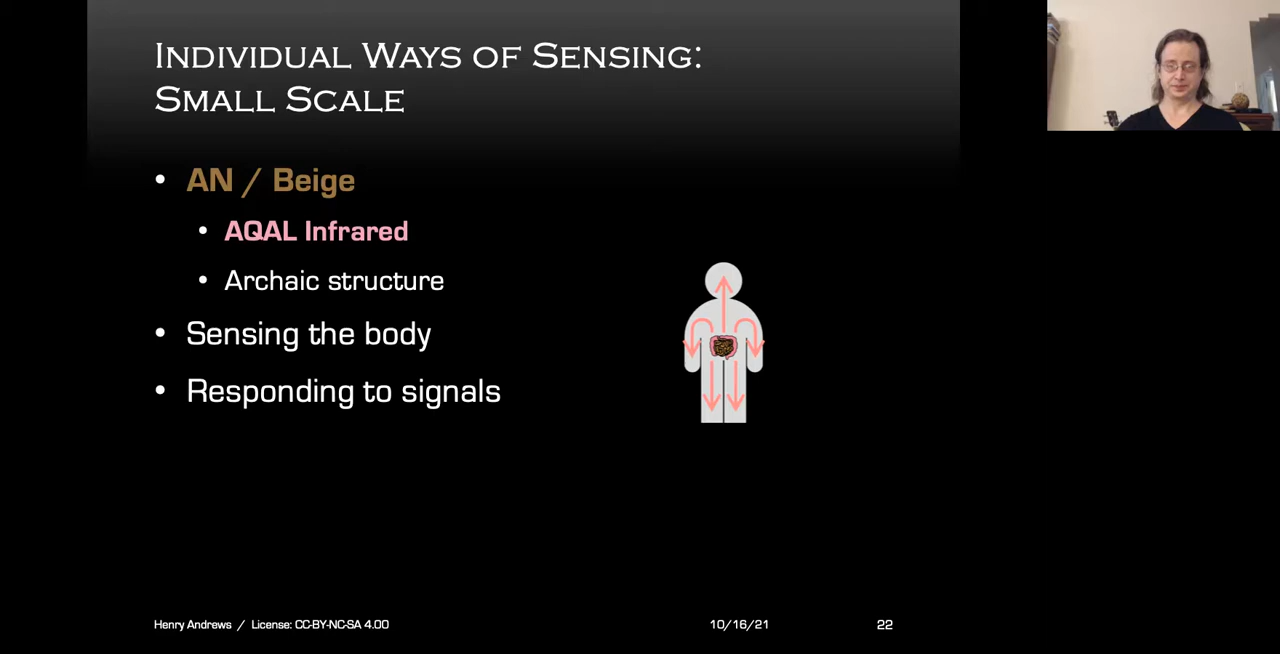 Individual Ways of Sensing:
Small Scale
• AN / Beige
• AQAL Infrared
• Archaic structure
• Sensing the body
• Responding to signals
Henry Andrews / License: CC-BY-NC-SA 4.00
10/16/21
22